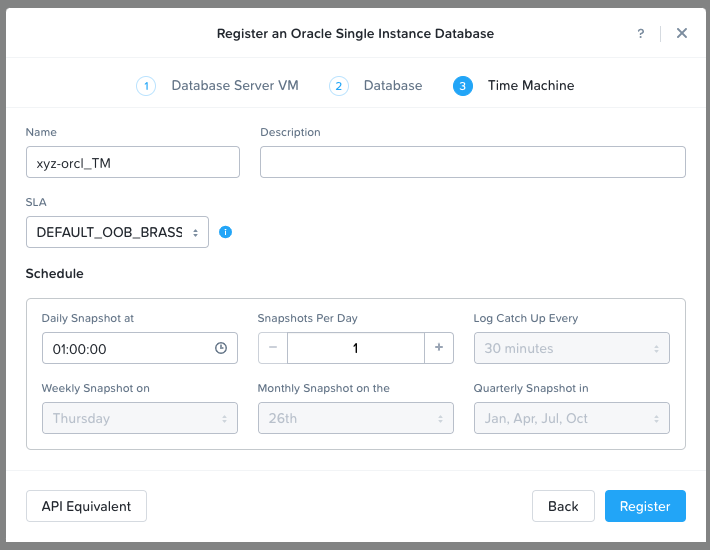 Register an Oracle Single Instance Database
?
1 Database Server VM 2 Database 3 Time Machine
Name Description
xyz-orcl_TM
SLA
DEFAULT_OOB_BRASS
i
Schedule
Daily Snapshot at Snapshots Per Day Log Catch Up Every
01:00:00 − 1 + 30 minutes
Weekly Snapshot on Monthly Snapshot on the Quarterly Snapshot in
Thursday 26th Jan, Apr, Jul, Oct
API Equivalent Back Register